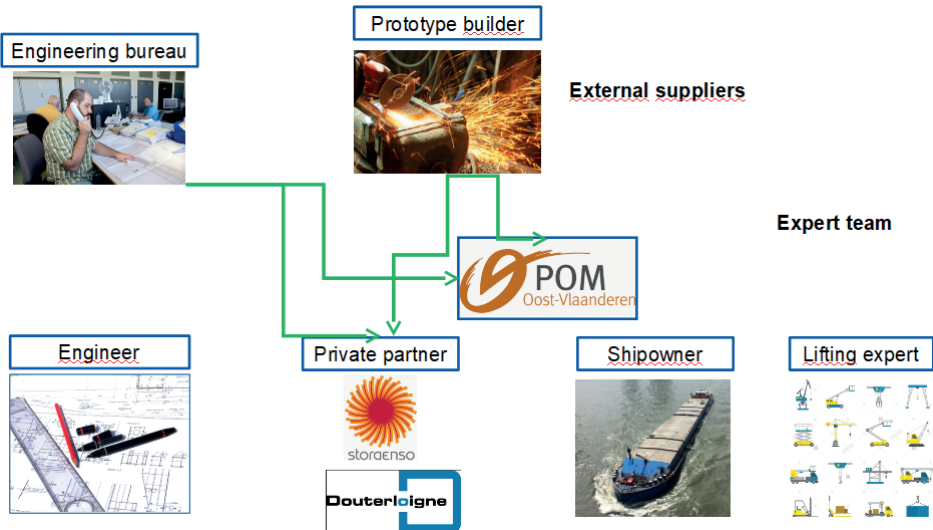 Prototype builder
Engineering bureau
External suppliers
Expert team
POM
Oost-Vlaanderen
Engineer
Private partner
Shipowner
Lifting expert
storaenso
Douterloigne